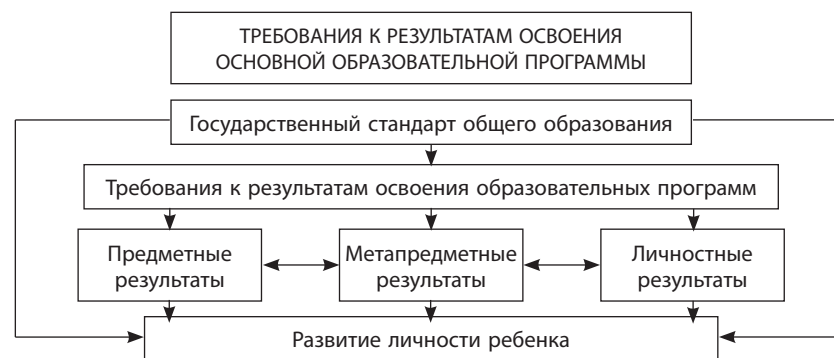 ТРЕБОВАНИЯ К РЕЗУЛЬТАТАМ ОСВОЕНИЯ
ОСНОВНОЙ ОБРАЗОВАТЕЛЬНОЙ ПРОГРАММЫ
Государственный стандарт общего образования
Требования к результатам освоения образовательных программ
Предметные
результаты
Метапредметные
результаты
Личностные
результаты
Развитие личности ребенка